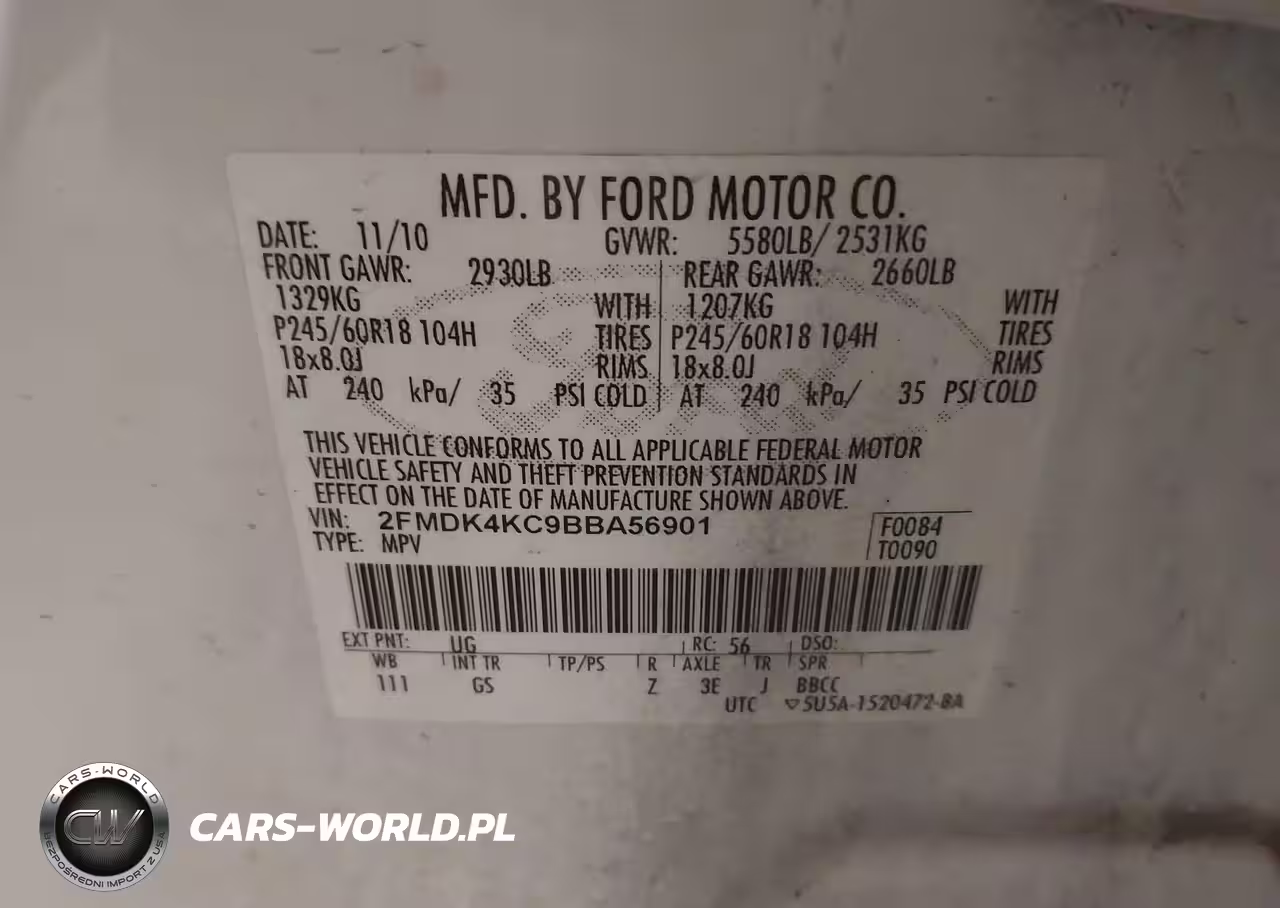 MFD. BY FORD MOTOR CO.
DATE: 11/10 GVWR: 5580LB/ 2531KG
FRONT GAWR: 2930LB REAR GAWR: 2660LB
1329KG WITH 1207KG WITH
P245/60R18 104H TIRES P245/60R18 104H TIRES
18x8.0J RIMS 18x8.0J RIMS
AT 240 kPa/ 35 PSI COLD AT 240 kPa/ 35 PSI COLD
THIS VEHICLE CONFORMS TO ALL APPLICABLE FEDERAL MOTOR
VEHICLE SAFETY AND THEFT PREVENTION STANDARDS IN
EFFECT ON THE DATE OF MANUFACTURE SHOWN ABOVE.
VIN: 2FMDK4KC9BBA56901 F0084
TYPE: MPV T0090
EXT PNT: UG RC: 56 DSO:
WB INT TR TP/PS R AXLE TR SPR
111 GS Z 3E J BBCC
UTC ▽5U5A-1520472-BA
CARS-WORLD
CW
BEZPOŚREDNI IMPORT Z USA
CARS-WORLD.PL